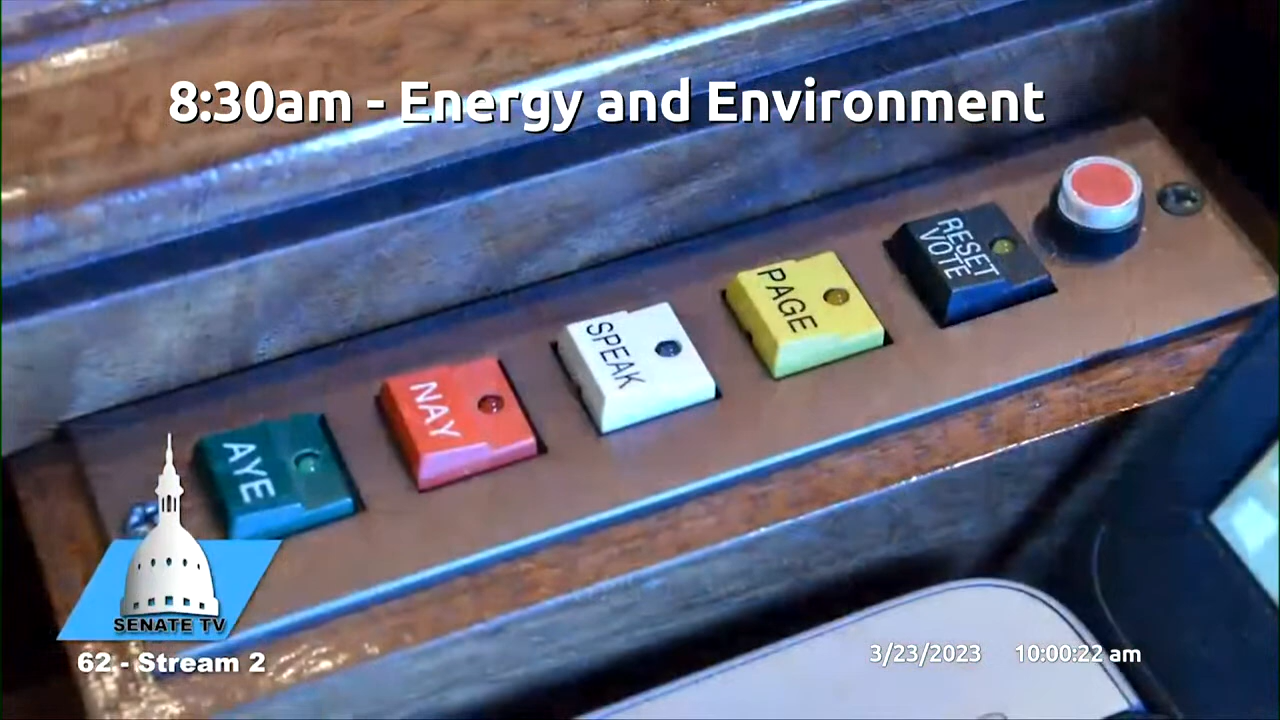 8:30am - Energy and Environment
RESET
VOTE
PAGE
SPEAK
NAY
AYE
SENATE TV
62 - Stream 2
3/23/2023 10:00:22 am